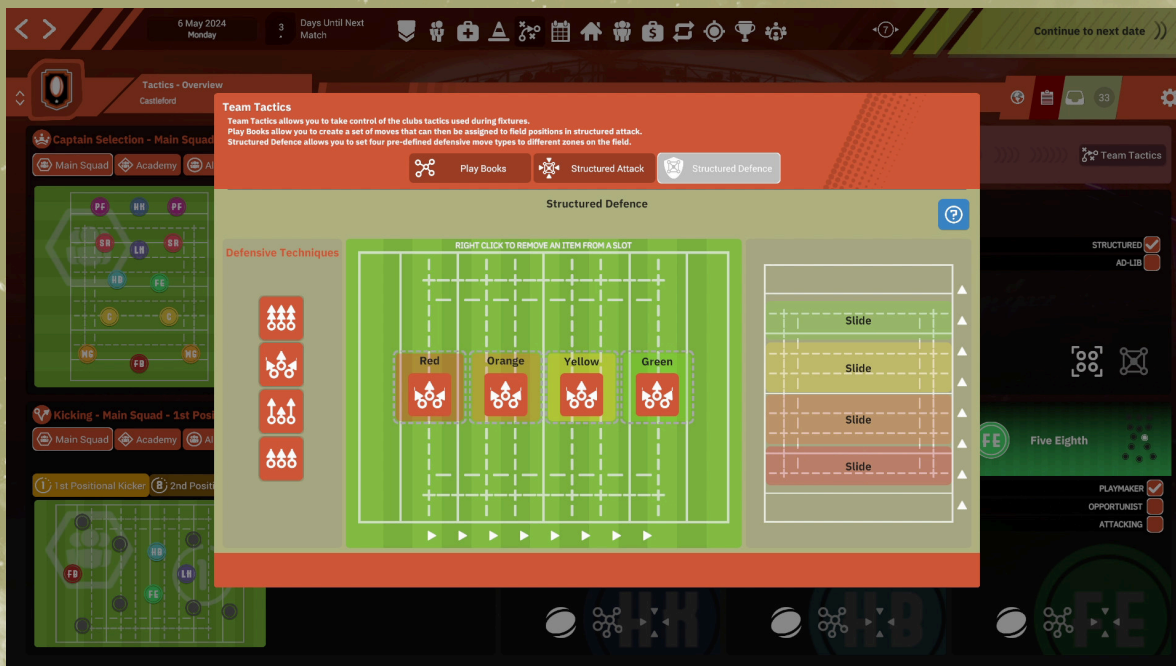 6 May 2024
Monday
3
Days Until Next
Match
7
Continue to next date
Tactics - Overview
Castleford
33
Team Tactics
Team Tactics allows you to take control of the clubs tactics used during fixtures.
Play Books allow you to create a set of moves that can then be assigned to field positions in structured attack.
Structured Defence allows you to set four pre-defined defensive move types to different zones on the field.
Play Books
Structured Attack
Structured Defence
Structured Defence
?
Defensive Techniques
RIGHT CLICK TO REMOVE AN ITEM FROM A SLOT
Red
Orange
Yellow
Green
Slide
Slide
Slide
Slide
Captain Selection - Main Squad
Main Squad
Academy
PF
HK
PF
SR
LN
SR
HB
FE
C
C
WG
FB
WG
Kicking - Main Squad - 1st Posi
Main Squad
Academy
1
1st Positional Kicker
2nd Positi
HB
FB
LN
FE
Team Tactics
STRUCTURED
AD-LIB
FE
Five Eighth
PLAYMAKER
OPPORTUNIST
ATTACKING
HK
HB
FE